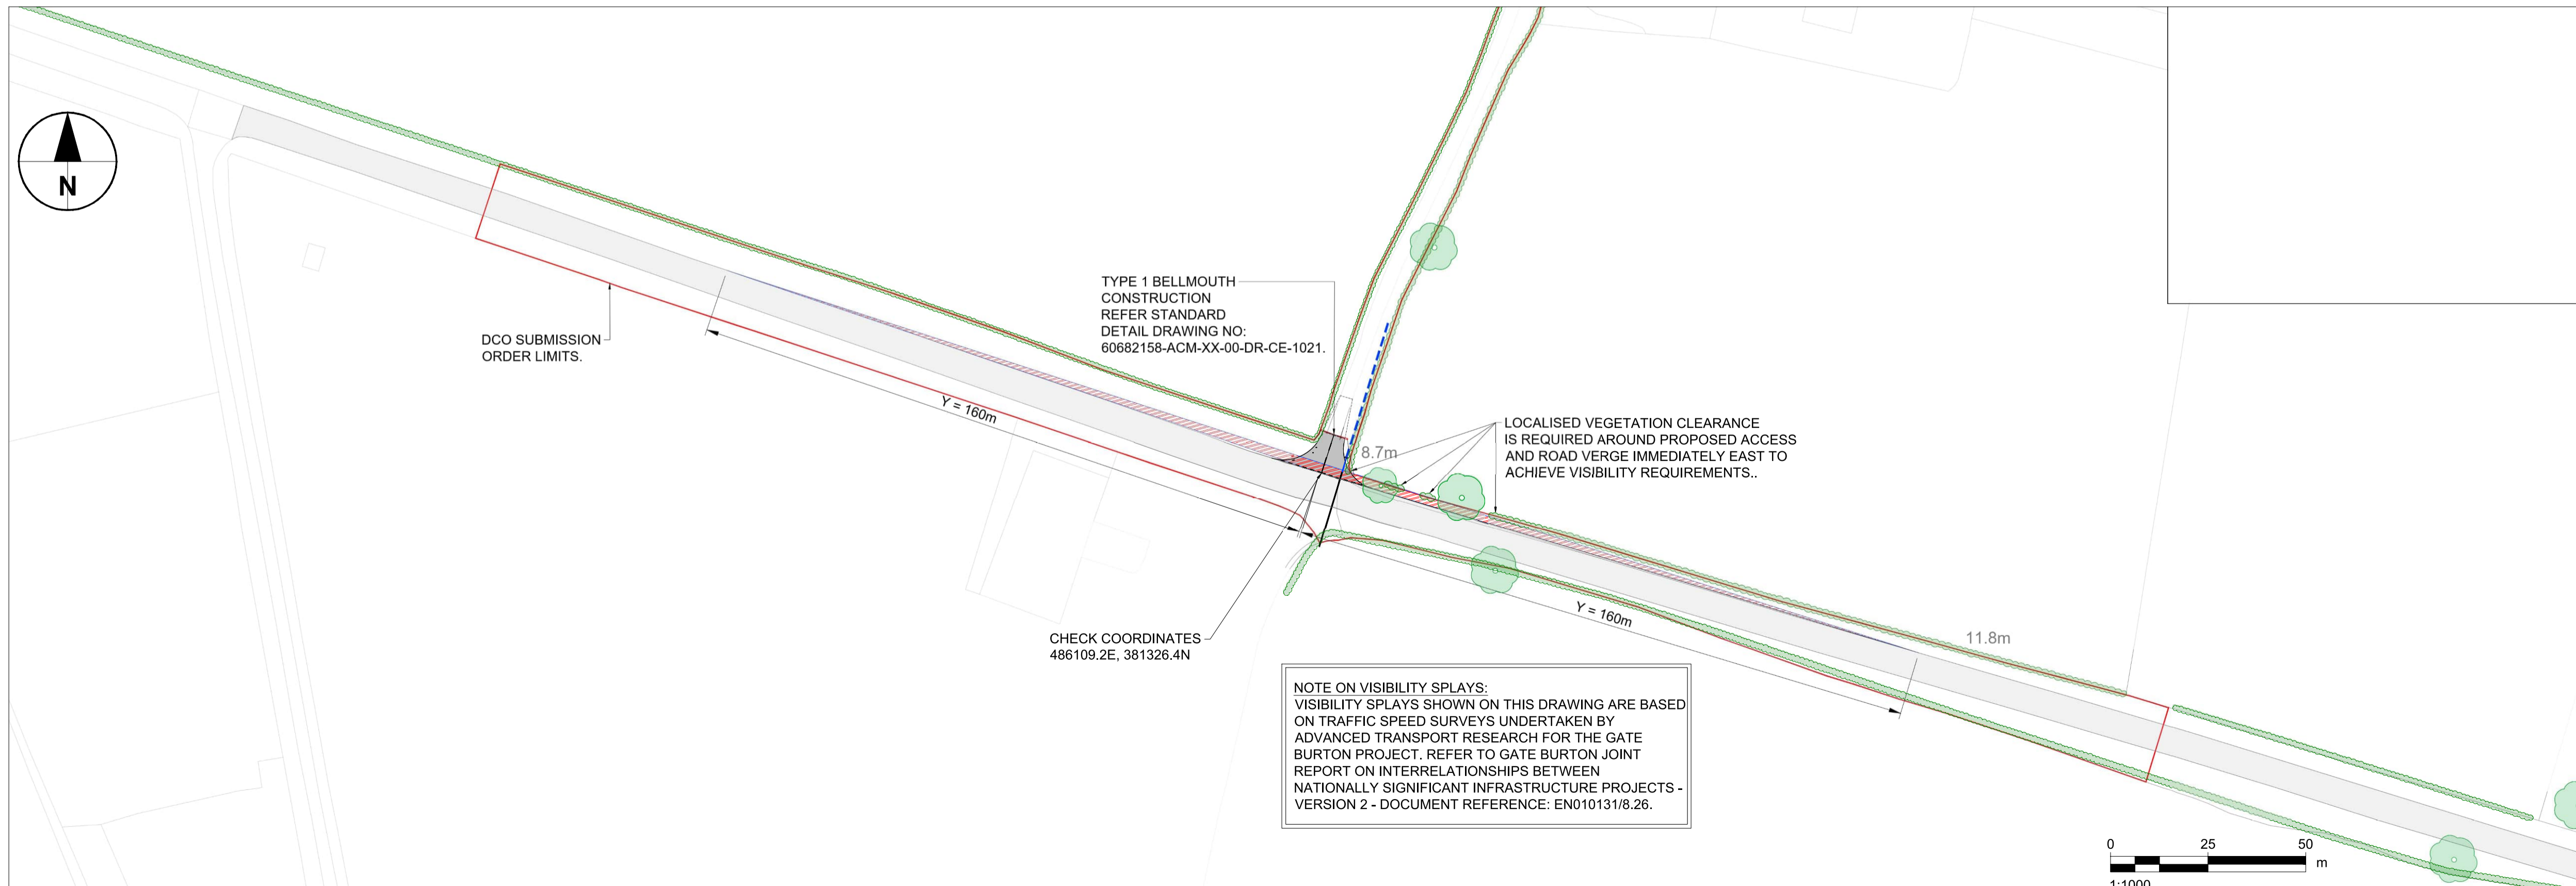 N
TYPE 1 BELLMOUTH
CONSTRUCTION
REFER STANDARD
DETAIL DRAWING NO:
60682158-ACM-XX-00-DR-CE-1021.
DCO SUBMISSION
ORDER LIMITS.
Y = 160m
8.7m
LOCALISED VEGETATION CLEARANCE
IS REQUIRED AROUND PROPOSED ACCESS
AND ROAD VERGE IMMEDIATELY EAST TO
ACHIEVE VISIBILITY REQUIREMENTS..
Y = 160m
11.8m
CHECK COORDINATES
486109.2E, 381326.4N
NOTE ON VISIBILITY SPLAYS:
VISIBILITY SPLAYS SHOWN ON THIS DRAWING ARE BASED
ON TRAFFIC SPEED SURVEYS UNDERTAKEN BY
ADVANCED TRANSPORT RESEARCH FOR THE GATE
BURTON PROJECT. REFER TO GATE BURTON JOINT
REPORT ON INTERRELATIONSHIPS BETWEEN
NATIONALLY SIGNIFICANT INFRASTRUCTURE PROJECTS -
VERSION 2 - DOCUMENT REFERENCE: EN010131/8.26.
0 25 50
m
1:1000